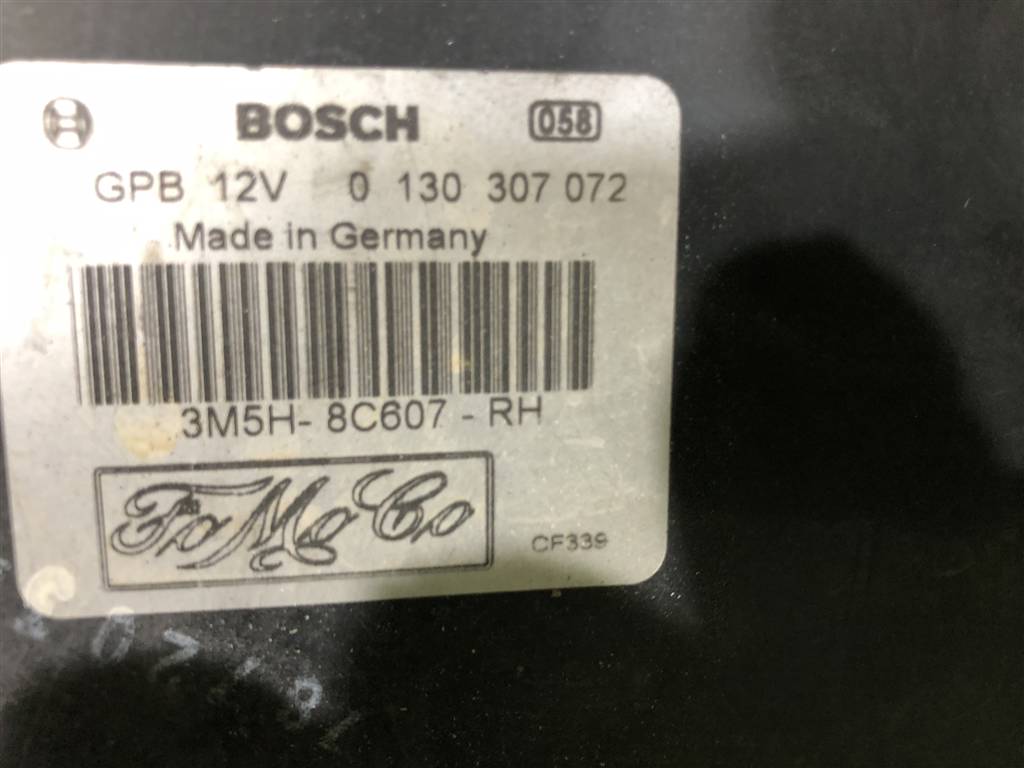 BOSCH 058
GPB 12V 0 130 307 072
Made in Germany
3M5H- 8C607 - RH
FoMoCo
CF339